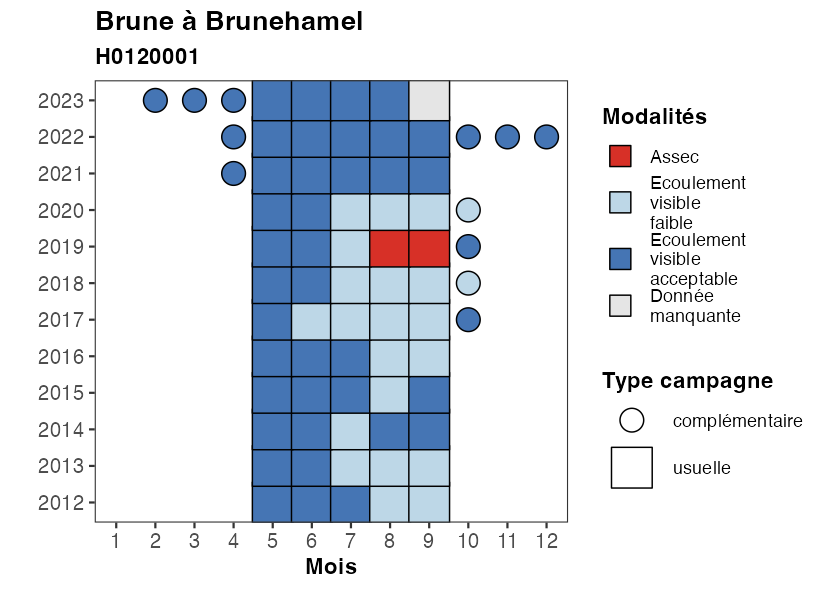 Brune à Brunehamel
H0120001
2023
2022
2021
2020
2019
2018
2017
2016
2015
2014
2013
2012
1 2 3 4 5 6 7 8 9 10 11 12
Mois
Modalités
Assec
Ecoulement
visible
faible
Ecoulement
visible
acceptable
Donnée
manquante
Type campagne
complémentaire
usuelle